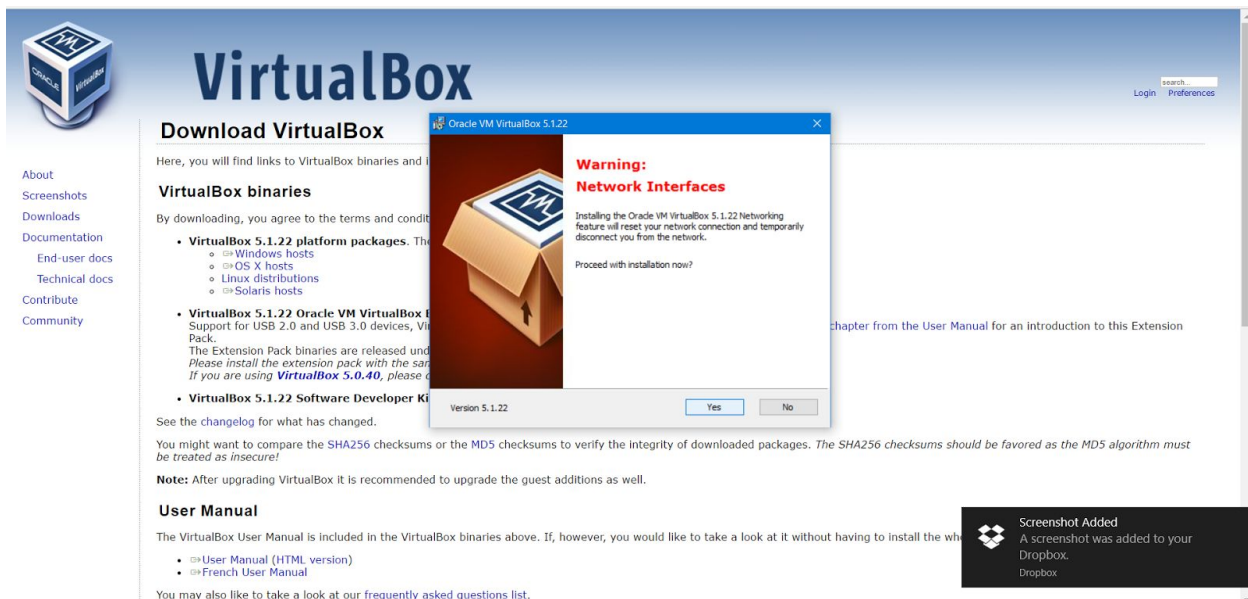 ORACLE
VirtualBox
VirtualBox
search...
Login Preferences
About
Screenshots
Downloads
Documentation
End-user docs
Technical docs
Contribute
Community
Download VirtualBox
Here, you will find links to VirtualBox binaries and i
VirtualBox binaries
By downloading, you agree to the terms and condit
• VirtualBox 5.1.22 platform packages. The
Windows hosts
OS X hosts
Linux distributions
Solaris hosts
• VirtualBox 5.1.22 Oracle VM VirtualBox E
Support for USB 2.0 and USB 3.0 devices, Vi chapter from the User Manual for an introduction to this Extension
Pack.
The Extension Pack binaries are released und
Please install the extension pack with the sam
If you are using VirtualBox 5.0.40, please d
• VirtualBox 5.1.22 Software Developer Ki
See the changelog for what has changed.
You might want to compare the SHA256 checksums or the MD5 checksums to verify the integrity of downloaded packages. The SHA256 checksums should be favored as the MD5 algorithm must
be treated as insecure!
Note: After upgrading VirtualBox it is recommended to upgrade the guest additions as well.
User Manual
The VirtualBox User Manual is included in the VirtualBox binaries above. If, however, you would like to take a look at it without having to install the who
User Manual (HTML version)
French User Manual
You may also like to take a look at our frequently asked questions list.
Oracle VM VirtualBox 5.1.22
Warning:
Network Interfaces
Installing the Oracle VM VirtualBox 5.1.22 Networking
feature will reset your network connection and temporarily
disconnect you from the network.
Proceed with installation now?
Version 5.1.22
Yes No
Screenshot Added
A screenshot was added to your
Dropbox.
Dropbox